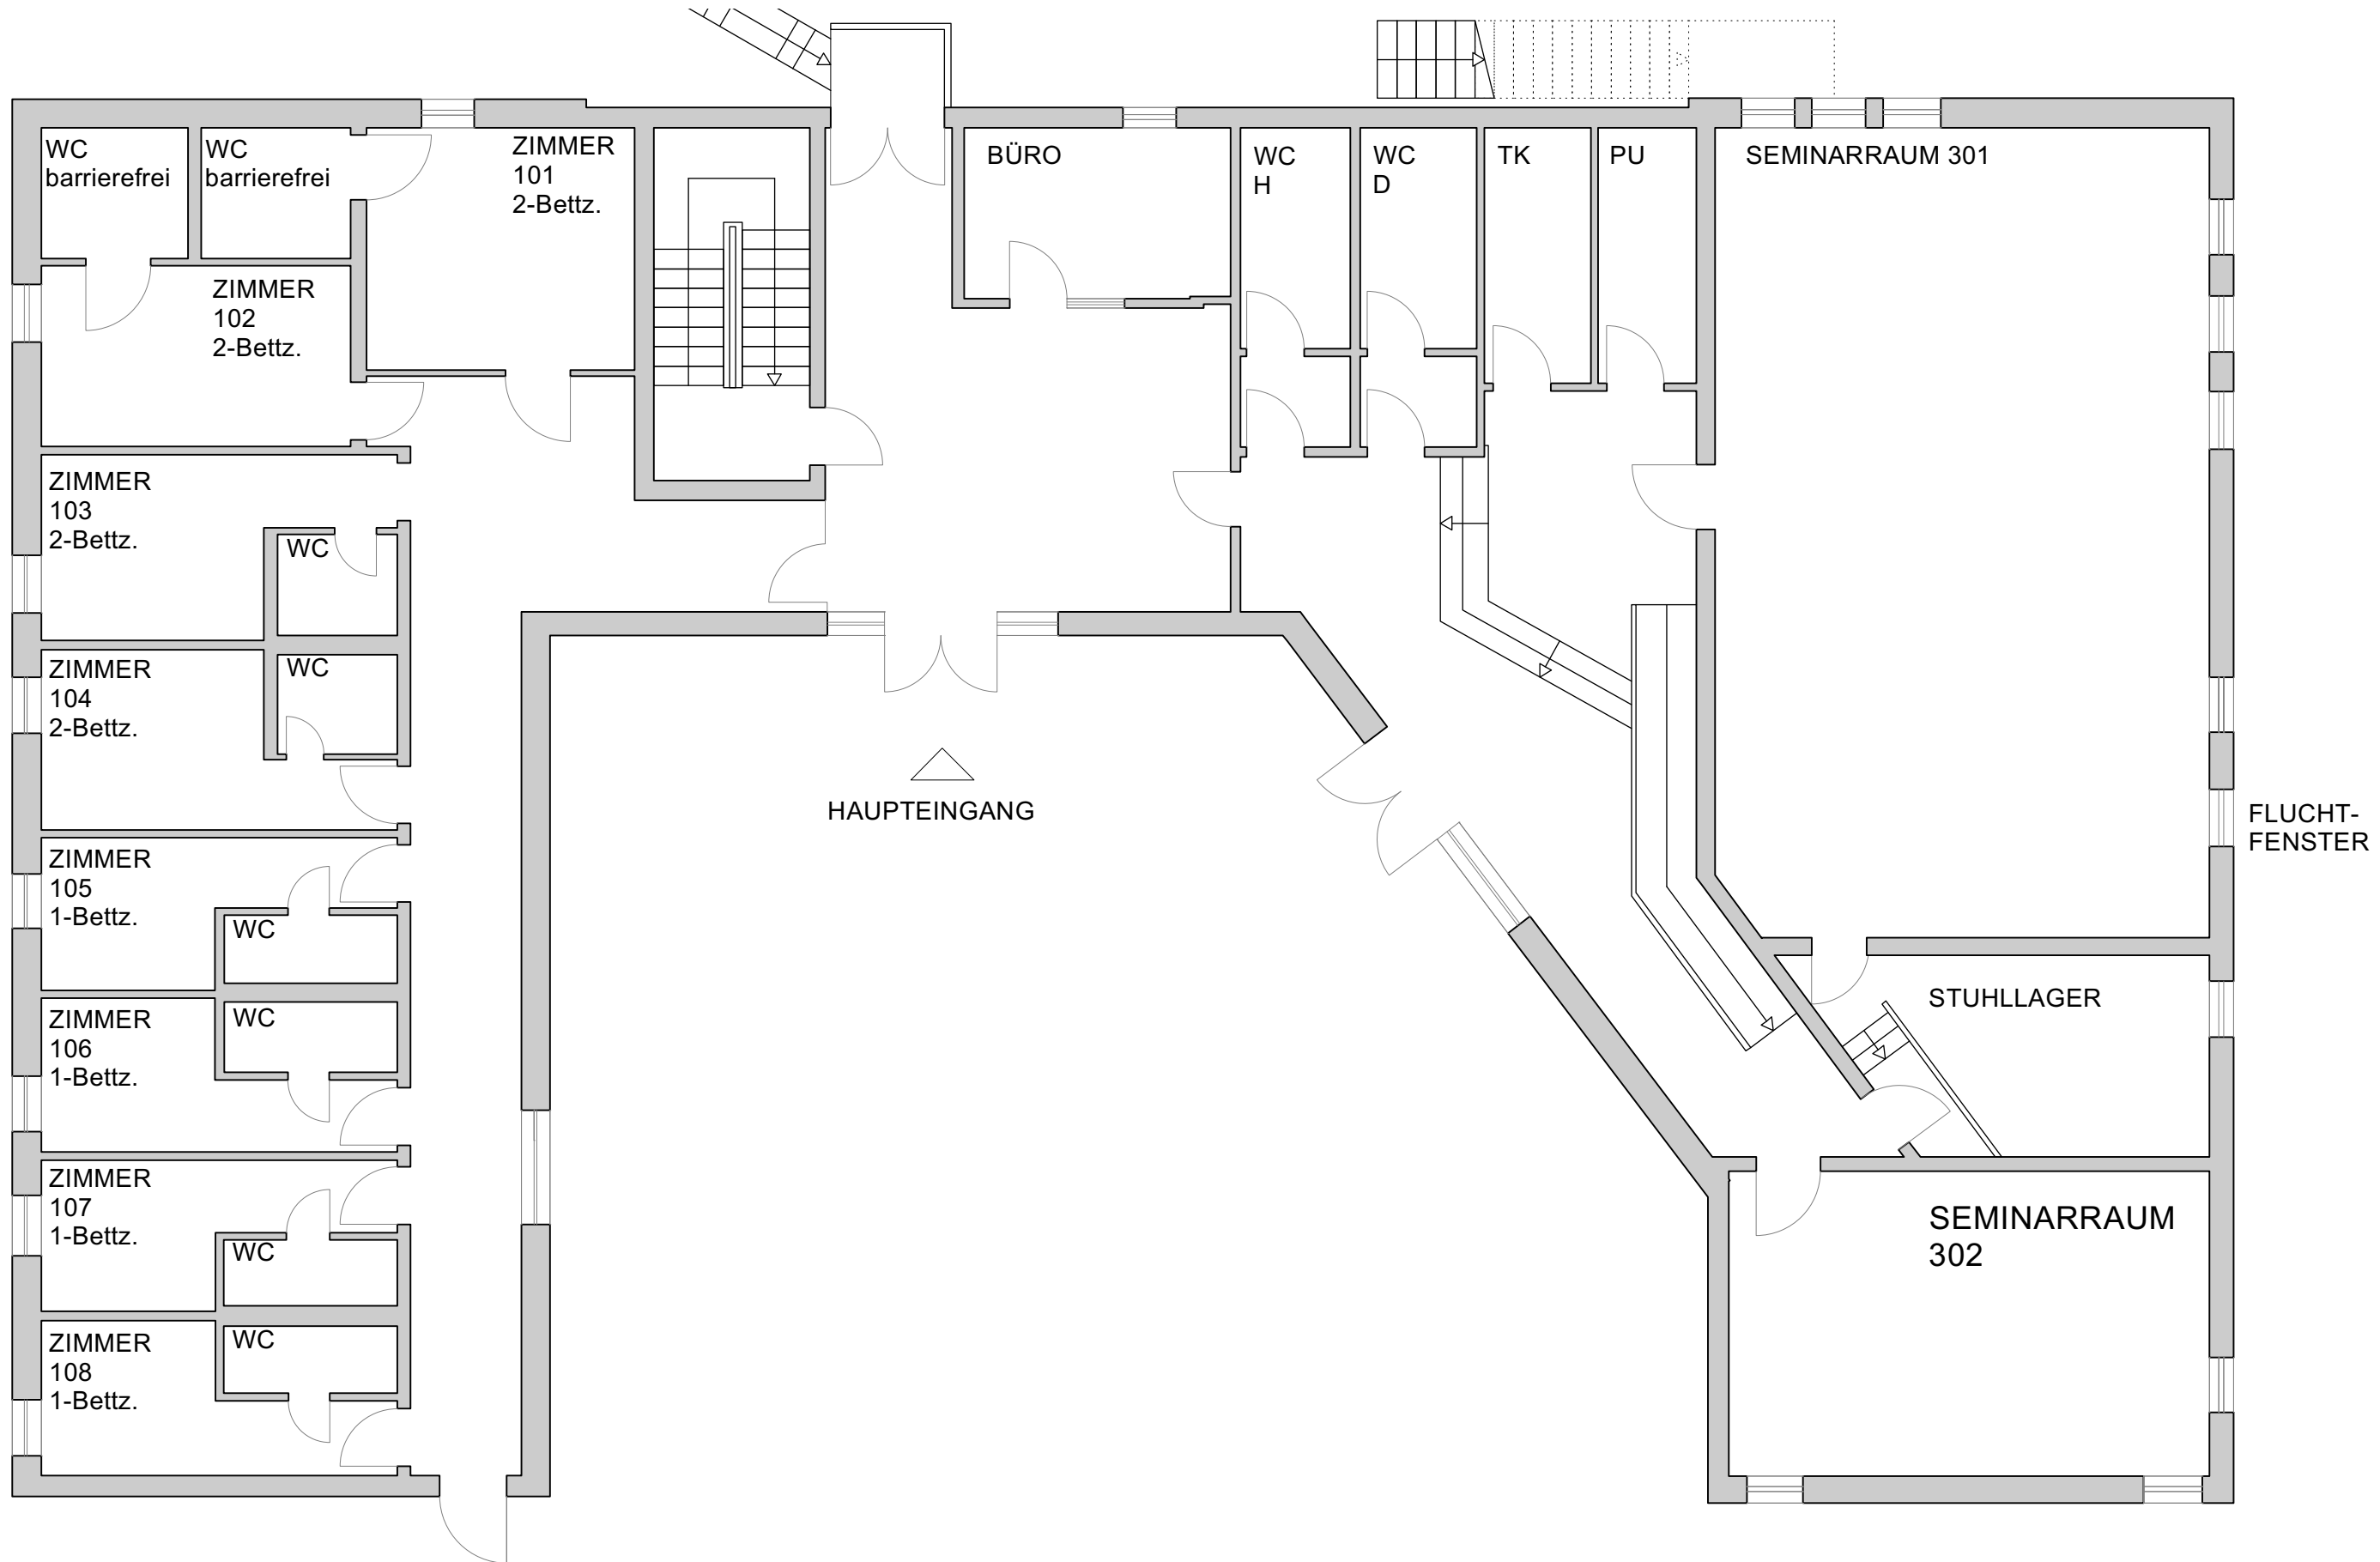 WC
barrierefrei
WC
barrierefrei
ZIMMER
101
2-Bettz.
BÜRO
WC
H
WC
D
TK
PU
SEMINARRAUM 301
ZIMMER
102
2-Bettz.
ZIMMER
103
2-Bettz.
WC
ZIMMER
104
2-Bettz.
WC
HAUPTEINGANG
FLUCHT-
FENSTER
ZIMMER
105
1-Bettz.
WC
STUHLLAGER
ZIMMER
106
1-Bettz.
WC
ZIMMER
107
1-Bettz.
WC
SEMINARRAUM
302
ZIMMER
108
1-Bettz.
WC